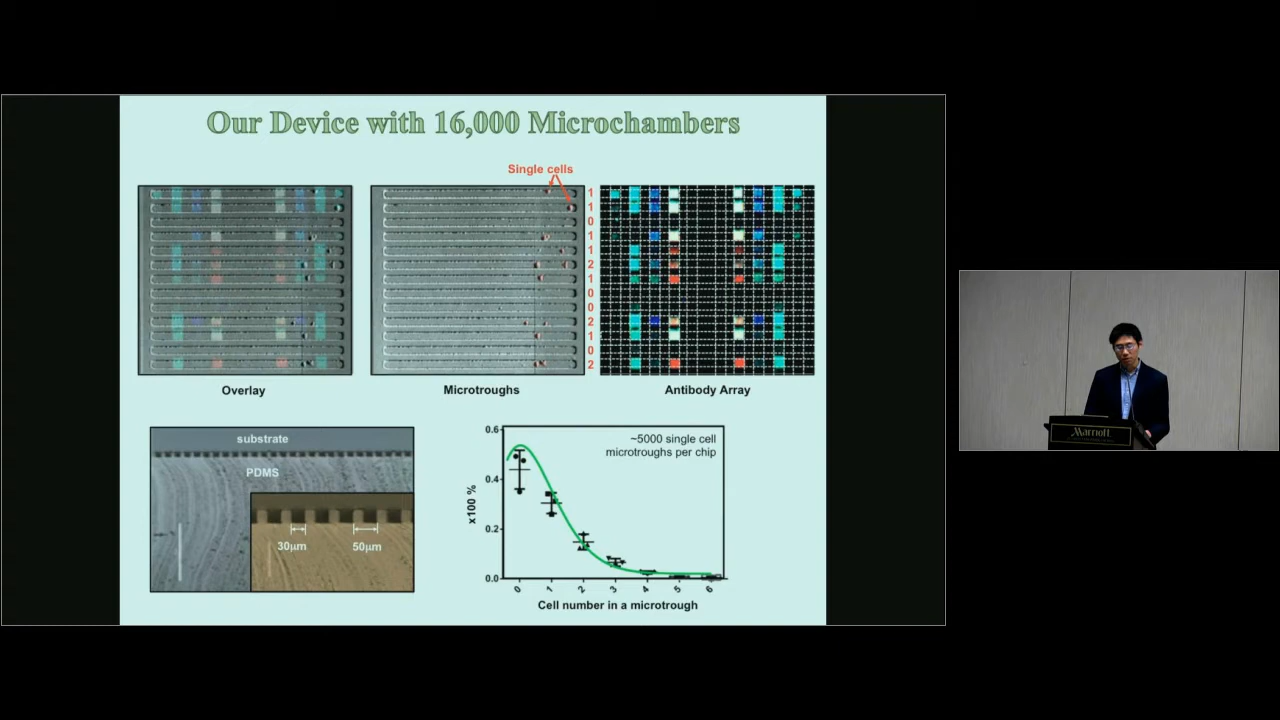 Our Device with 16,000 Microchambers
Single cells
1
1
0
1
1
2
1
0
0
2
1
0
2
Overlay
Microtroughs
Antibody Array
substrate
PDMS
30µm
50µm
~5000 single cell
microtroughs per chip
x100 %
0.6
0.4
0.2
0.0
0
1
2
3
4
5
6
Cell number in a microtrough
Marriott